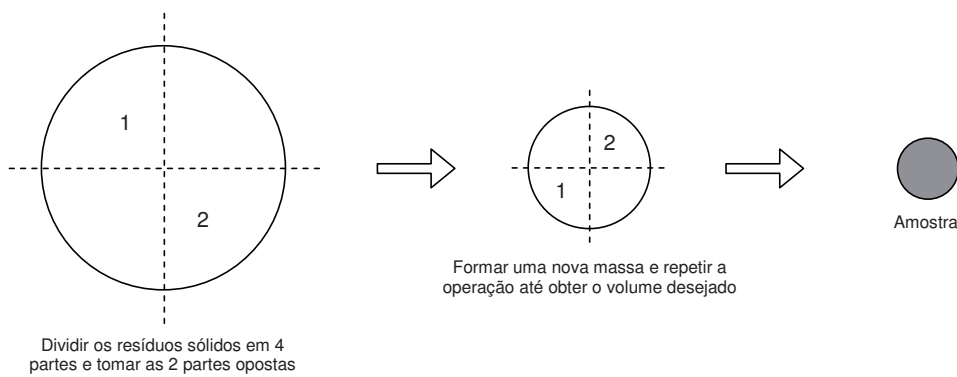 1
2
Dividir os resíduos sólidos em 4
partes e tomar as 2 partes opostas
2
1
Formar uma nova massa e repetir a
operação até obter o volume desejado
Amostra